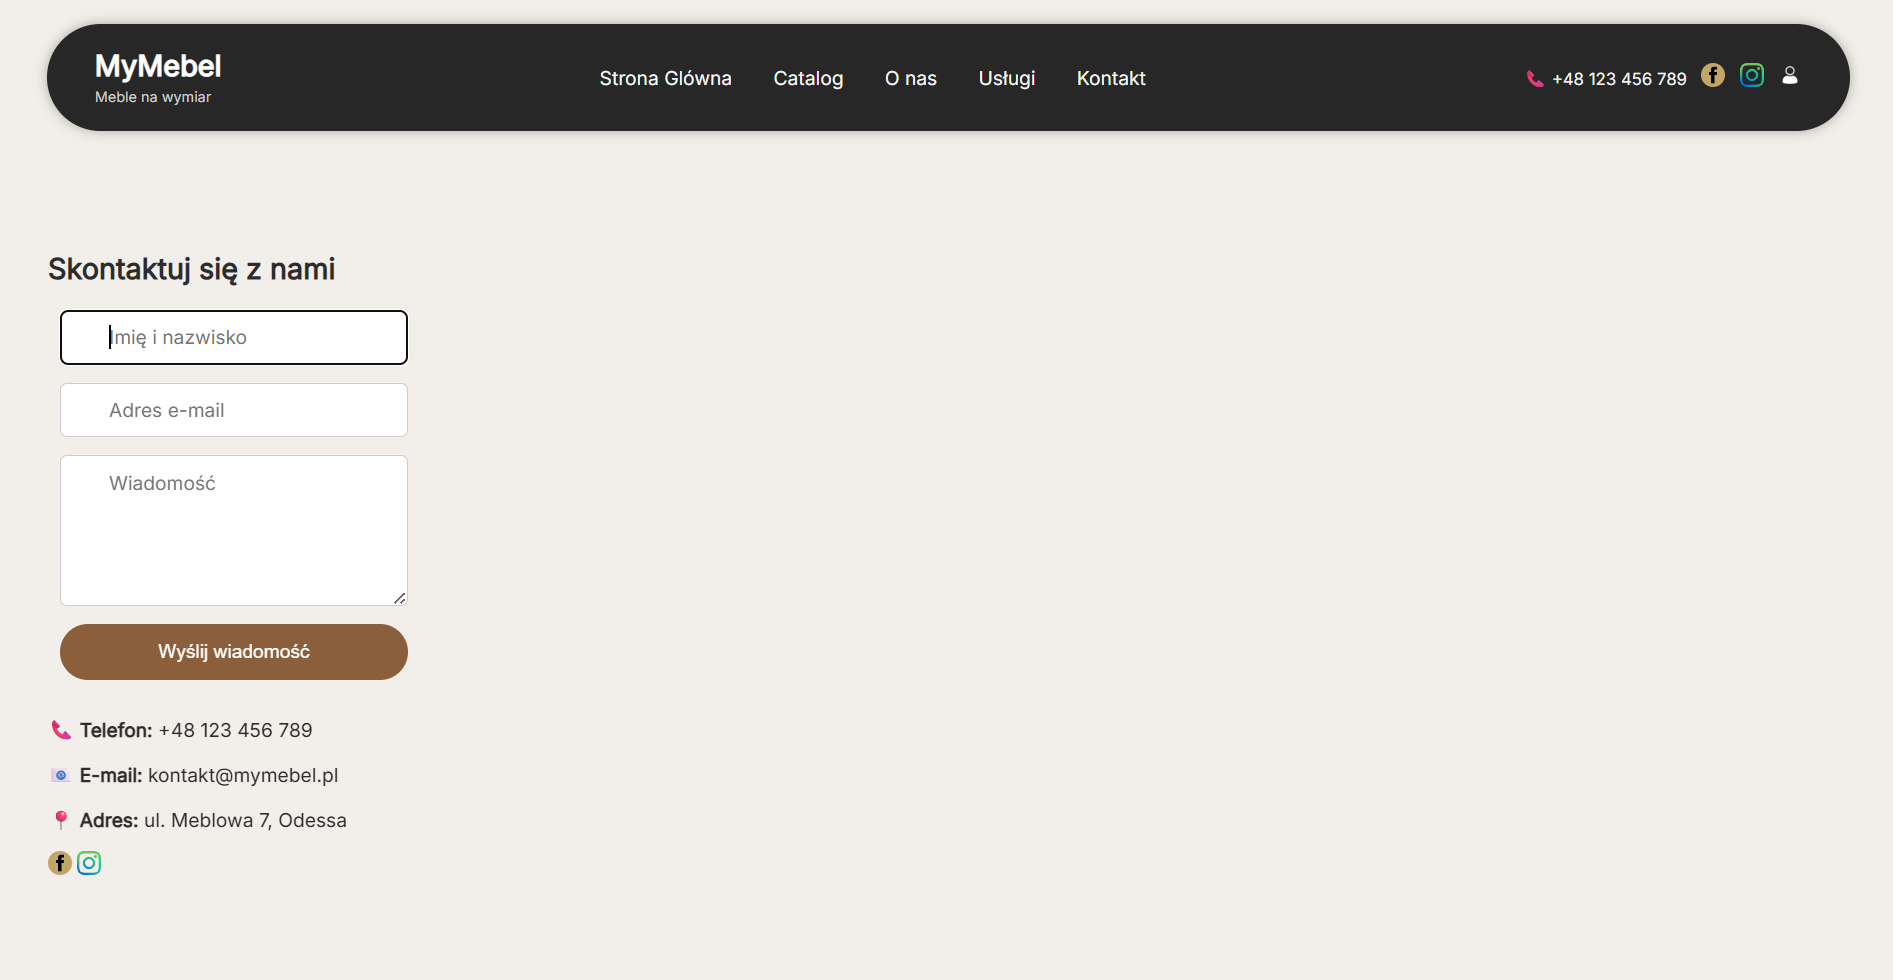 MyMebel
Meble na wymiar
Strona Glówna Catalog O nas Usługi Kontakt
+48 123 456 789
Skontaktuj się z nami
Imię i nazwisko
Adres e-mail
Wiadomość
Wyślij wiadomość
Telefon: +48 123 456 789
E-mail: kontakt@mymebel.pl
Adres: ul. Meblowa 7, Odessa